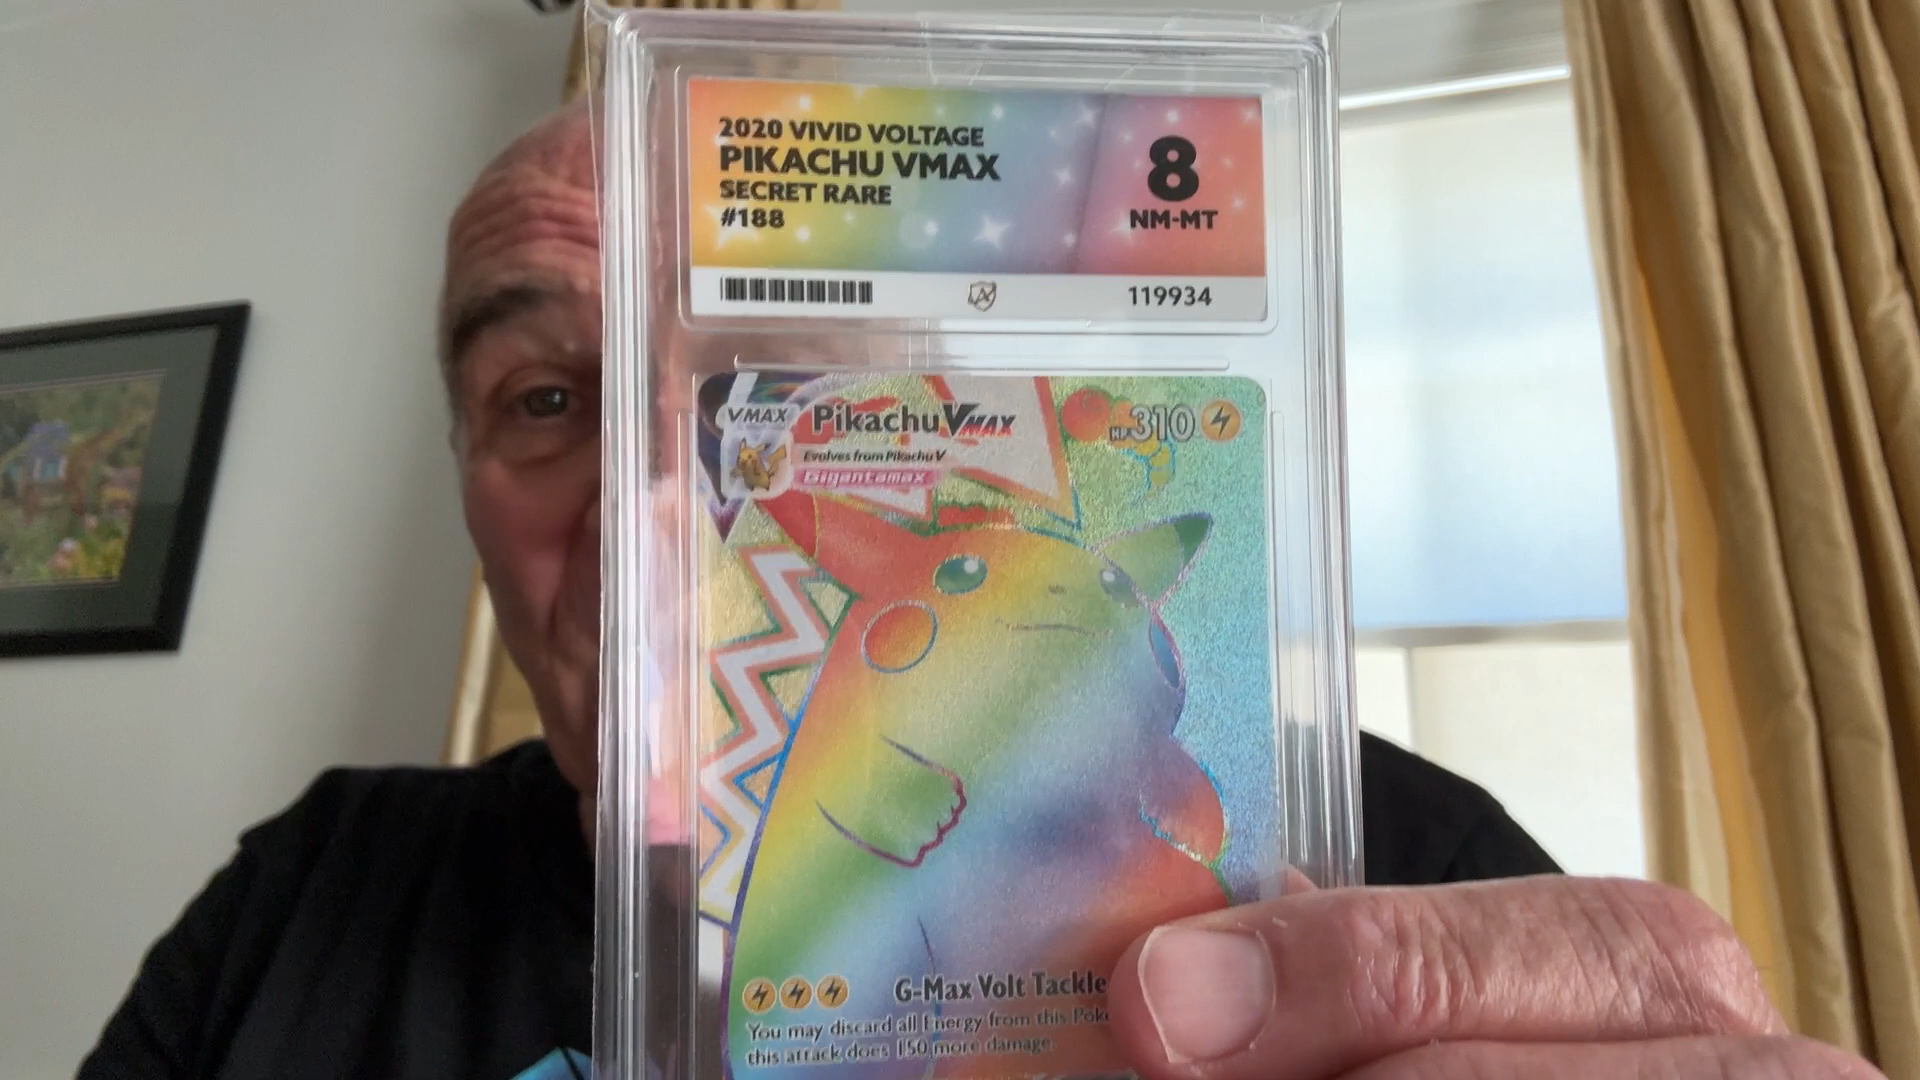 2020 VIVID VOLTAGE
PIKACHU VMAX
SECRET RARE
#188
8
NM-MT
119934
VMAX Pikachu VMAX HP 310
Evolves from Pikachu V
Gigantamax
G-Max Volt Tackle
You may discard all Energy from this
this attack does 150 more damage.